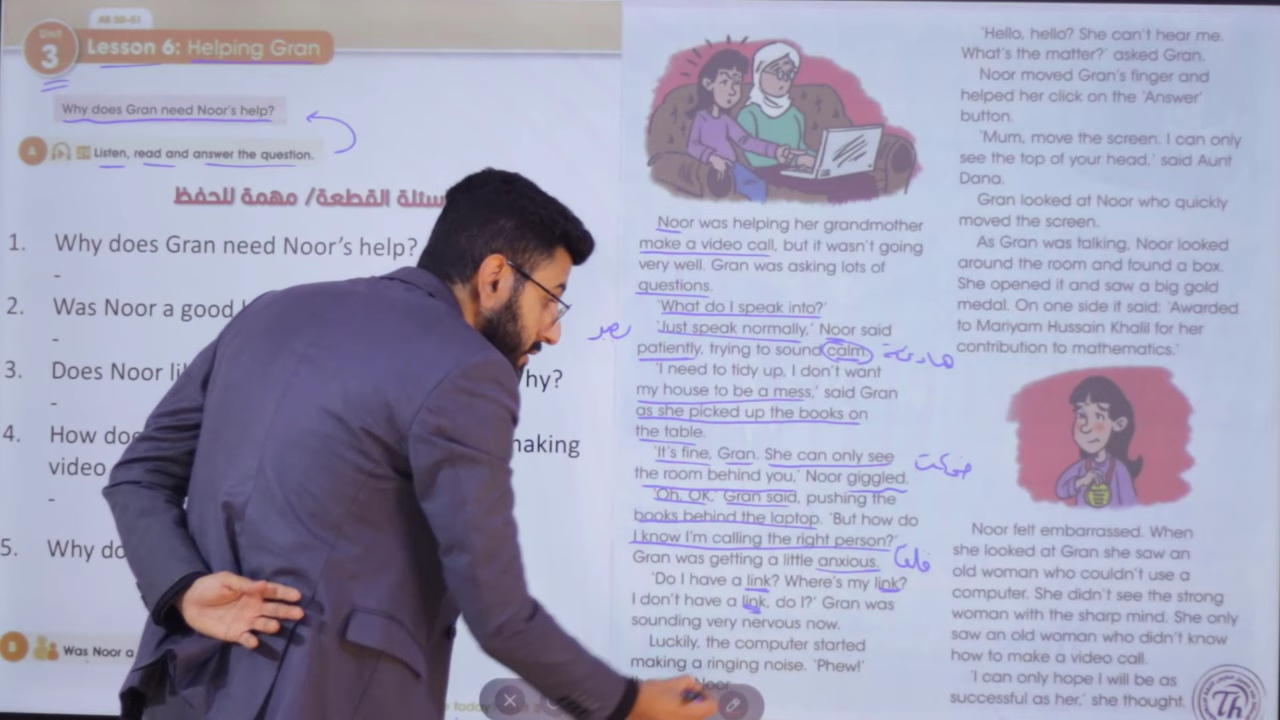 AB 50-51
Unit 3
Lesson 6: Helping Gran
Why does Gran need Noor's help?
A Listen, read and answer the question.
القطعة/ مهمة للحفظ
1. Why does Gran need Noor's help?
-
2. Was Noor a good
-
3. Does Noor hy?
-
4. How making
video
-
5. Why
B Was Noor a
Noor was helping her grandmother
make a video call, but it wasn't going
very well. Gran was asking lots of
questions.
'What do I speak into?'
'Just speak normally,' Noor said
patiently, trying to sound calm.
'I need to tidy up, I don't want
my house to be a mess,' said Gran
as she picked up the books on
the table.
'It's fine, Gran. She can only see
the room behind you,' Noor giggled.
'Oh, OK.' Gran said, pushing the
books behind the laptop. 'But how do
I know I'm calling the right person?'
Gran was getting a little anxious.
'Do I have a link? Where's my link?
I don't have a link, do I?' Gran was
sounding very nervous now.
Luckily, the computer started
making a ringing noise. 'Phew!'
Noor
صبر
هادئة
ضحكت
قلق
'Hello, hello? She can't hear me.
What's the matter?' asked Gran.
Noor moved Gran's finger and
helped her click on the 'Answer'
button.
'Mum, move the screen. I can only
see the top of your head,' said Aunt
Dana.
Gran looked at Noor who quickly
moved the screen.
As Gran was talking, Noor looked
around the room and found a box.
She opened it and saw a big gold
medal. On one side it said: 'Awarded
to Mariyam Hussain Khalil for her
contribution to mathematics.'
Noor felt embarrassed. When
she looked at Gran she saw an
old woman who couldn't use a
computer. She didn't see the strong
woman with the sharp mind. She only
saw an old woman who didn't know
how to make a video call.
'I can only hope I will be as
successful as her,' she thought.
Th